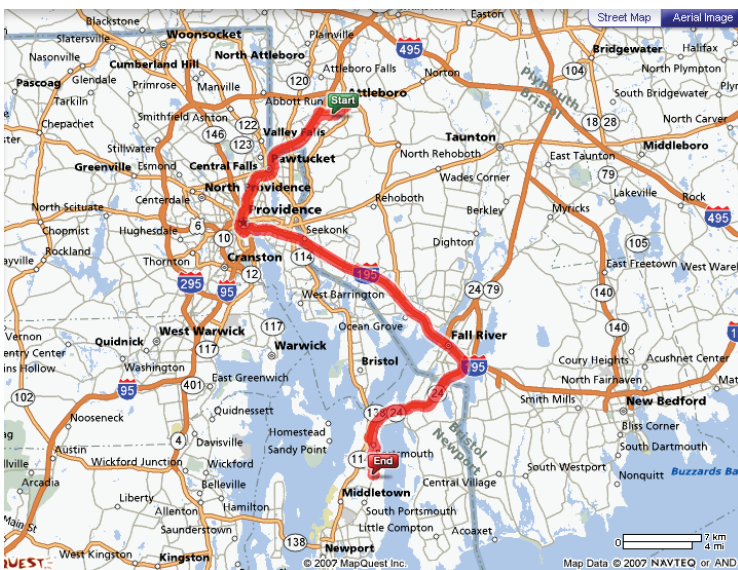 Street Map
Aerial Image
Blackstone
Slatersville
Woonsocket
Plainville
Easton
495
Halifax
Bridgewater
Nasonville
North Attleboro
Cumberland Hill
Attleboro Falls
Norton
104
North Pympton
Pascoag
Glendale
Primrose
Manville
120
Plymouth
Bristol
South Bridgewater
Tarkiln
Abbott Run
Start
Attleboro
Chepachet
Smithfield
Ashton
122
Valley Falls
18
28
North Carver
146
123
Taunton
Middleboro
Stillwater
Central Falls
Pawtucket
North Rehoboth
East Taunton
Greenville
Esmond
North Providence
Wades Corner
79
Centerdale
Rehoboth
Lakeville
Rock
North Scituate
Providence
Berkley
Myricks
495
Chopmist
Hughesdale
6
10
Seekonk
Dighton
105
Rockland
Thornton
Cranston
114
East Freetown
West Ware
295
95
12
195
24
79
140
West Barrington
Ocean Grove
Fall River
140
Vernon
West Warwick
117
Quidnick
Warwick
Bristol
195
Coury Heights
Acushnet Center
Washington
117
95
East Greenwich
North Fairhaven
102
401
24
Smith Mills
New Bedford
Nooseneck
Quidnessett
138
24
Bristol
Newport
Bliss Corner
4
Davisville
Homestead
Sandy Point
South Dartmouth
Austin
Wickford Junction
Wickford
End
South Westport
Nonquitt
Buzzards Ba
Arcadia
Belleville
Middletown
Central Village
Liberty
Hamilton
South Portsmouth
Allenton
Little Compton
Acoaxet
Main St
Saunderstown
138
0
7 km
4 mi
West Kingston
Kingston
Newport
QUEST
© 2007 MapQuest Inc.
Map Data © 2007 NAVTEQ or AND